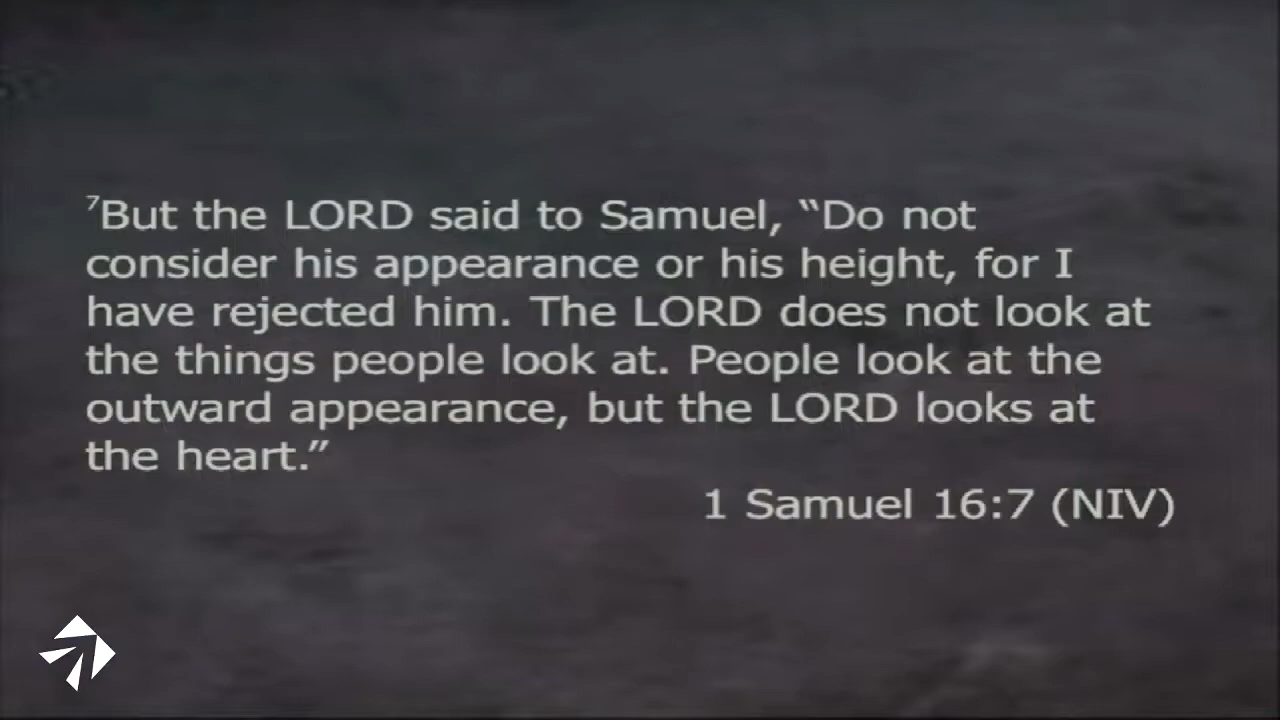 ⁷But the LORD said to Samuel, “Do not
consider his appearance or his height, for I
have rejected him. The LORD does not look at
the things people look at. People look at the
outward appearance, but the LORD looks at
the heart.”
1 Samuel 16:7 (NIV)